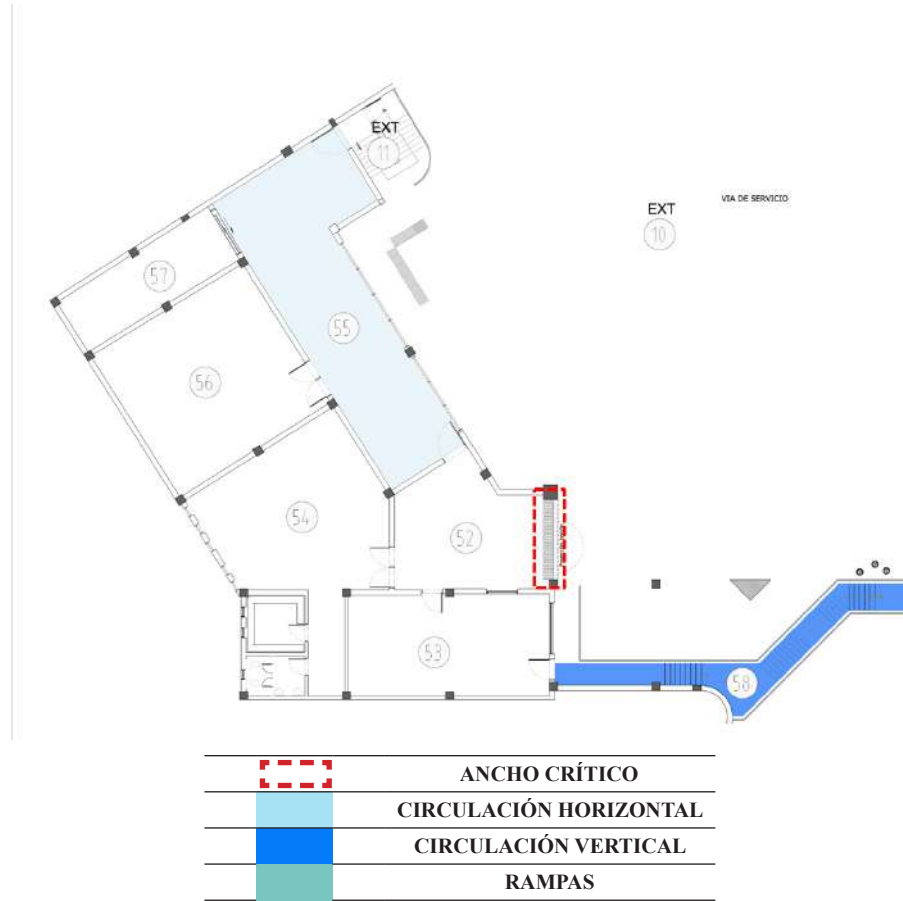 EXT
11
EXT
10
VIA DE SERVICIO
57
55
56
54
52
53
58
ANCHO CRÍTICO
CIRCULACIÓN HORIZONTAL
CIRCULACIÓN VERTICAL
RAMPAS